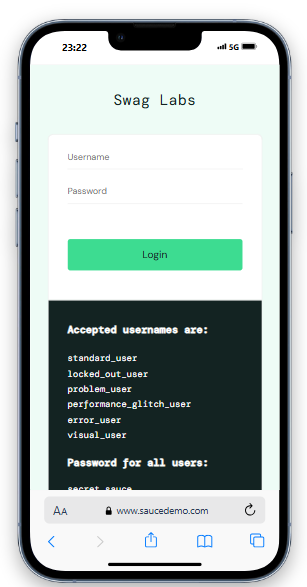 23:22
5G
Swag Labs
Username
Password
Login
Accepted usernames are:
standard_user
locked_out_user
problem_user
performance_glitch_user
error_user
visual_user
Password for all users:
secret_sauce
AA
www.saucedemo.com